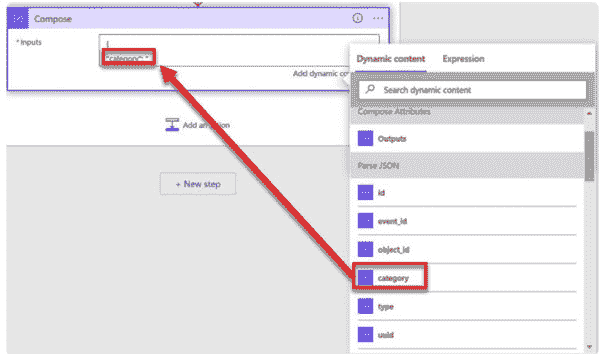 Compose
* Inputs
{
"category": "
Add dynamic co
Add an action
+ New step
Dynamic content
Expression
Search dynamic content
Compose Attributes
Outputs
Parse JSON
id
event_id
object_id
category
type
uuid